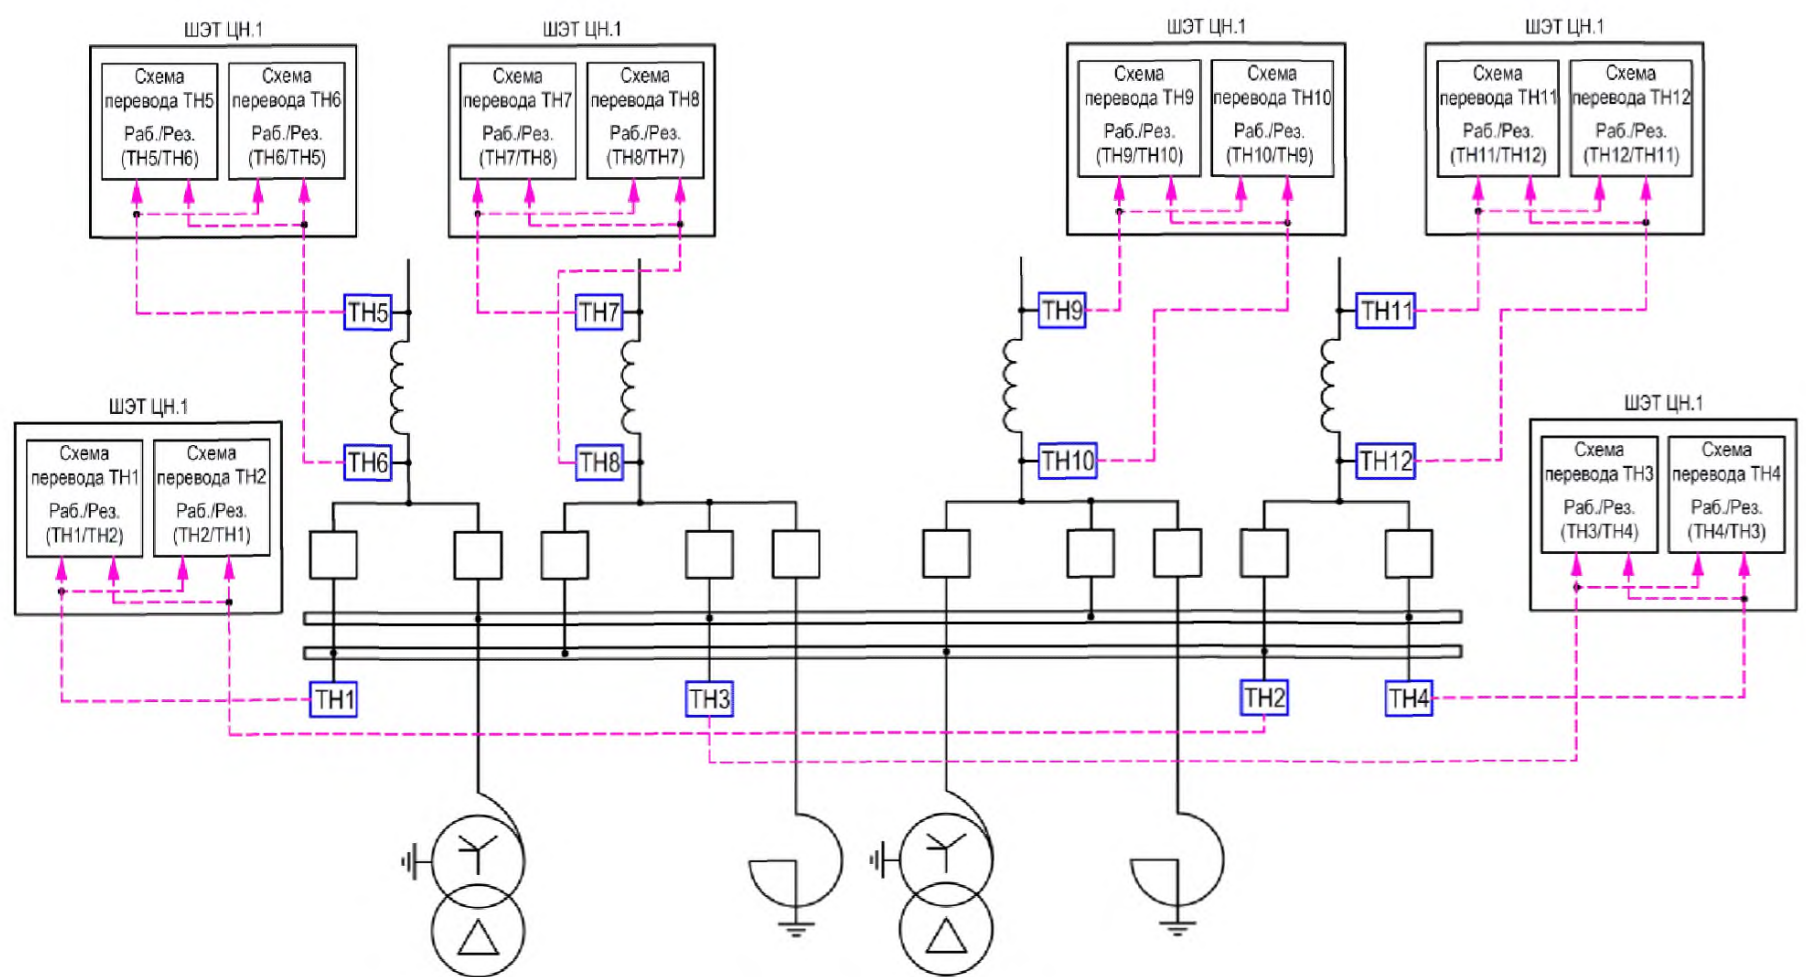 ШЭТ ЦН.1
Схема
перевода ТН5
Раб./Рез.
(ТН5/ТН6)
Схема
перевода ТН6
Раб./Рез.
(ТН6/ТН5)
ШЭТ ЦН.1
Схема
перевода ТН7
Раб./Рез.
(ТН7/ТН8)
Схема
перевода ТН8
Раб./Рез.
(ТН8/ТН7)
ШЭТ ЦН.1
Схема
перевода ТН9
Раб./Рез.
(ТН9/ТН10)
Схема
перевода ТН10
Раб./Рез.
(ТН10/ТН9)
ШЭТ ЦН.1
Схема
перевода ТН11
Раб./Рез.
(ТН11/ТН12)
Схема
перевода ТН12
Раб./Рез.
(ТН12/ТН11)
ТН5
ТН7
ТН9
ТН11
ШЭТ ЦН.1
Схема
перевода ТН1
Раб./Рез.
(ТН1/ТН2)
Схема
перевода ТН2
Раб./Рез.
(ТН2/ТН1)
ТН6
ТН8
ТН10
ТН12
ШЭТ ЦН.1
Схема
перевода ТН3
Раб./Рез.
(ТН3/ТН4)
Схема
перевода ТН4
Раб./Рез.
(ТН4/ТН3)
ТН1
ТН3
ТН2
ТН4